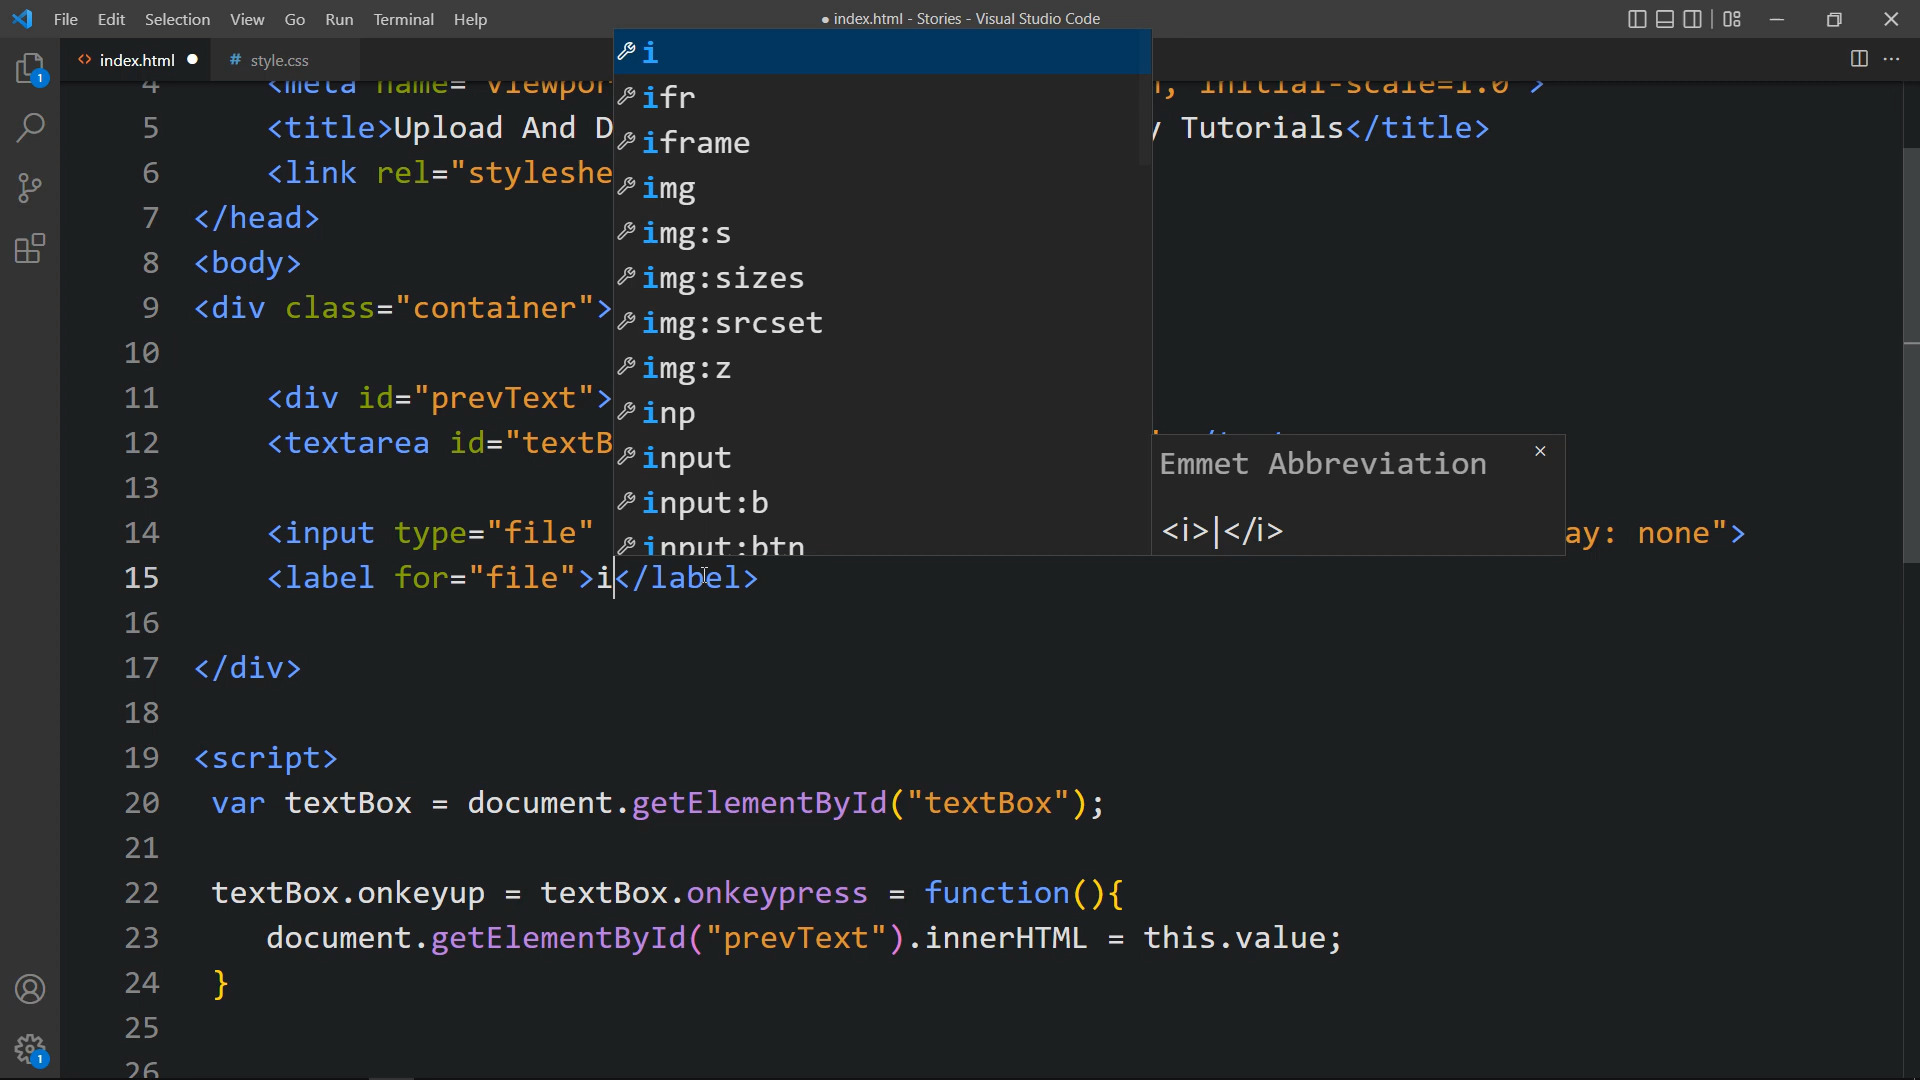 File Edit Selection View Go Run Terminal Help
● index.html - Stories - Visual Studio Code
index.html ●
# style.css
4 <meta name="viewpor
initial-scale=1.0">
5 <title>Upload And D
Tutorials</title>
6 <link rel="styleshe
7 </head>
8 <body>
9 <div class="container">
10
11 <div id="prevText">
12 <textarea id="textB
13
14 <input type="file"
ay: none">
15 <label for="file">i</label>
16
17 </div>
18
19 <script>
20 var textBox = document.getElementById("textBox");
21
22 textBox.onkeyup = textBox.onkeypress = function(){
23 document.getElementById("prevText").innerHTML = this.value;
24 }
25
26
i
ifr
iframe
img
img:s
img:sizes
img:srcset
img:z
inp
input
input:b
input:btn
Emmet Abbreviation
<i>|</i>
1
1